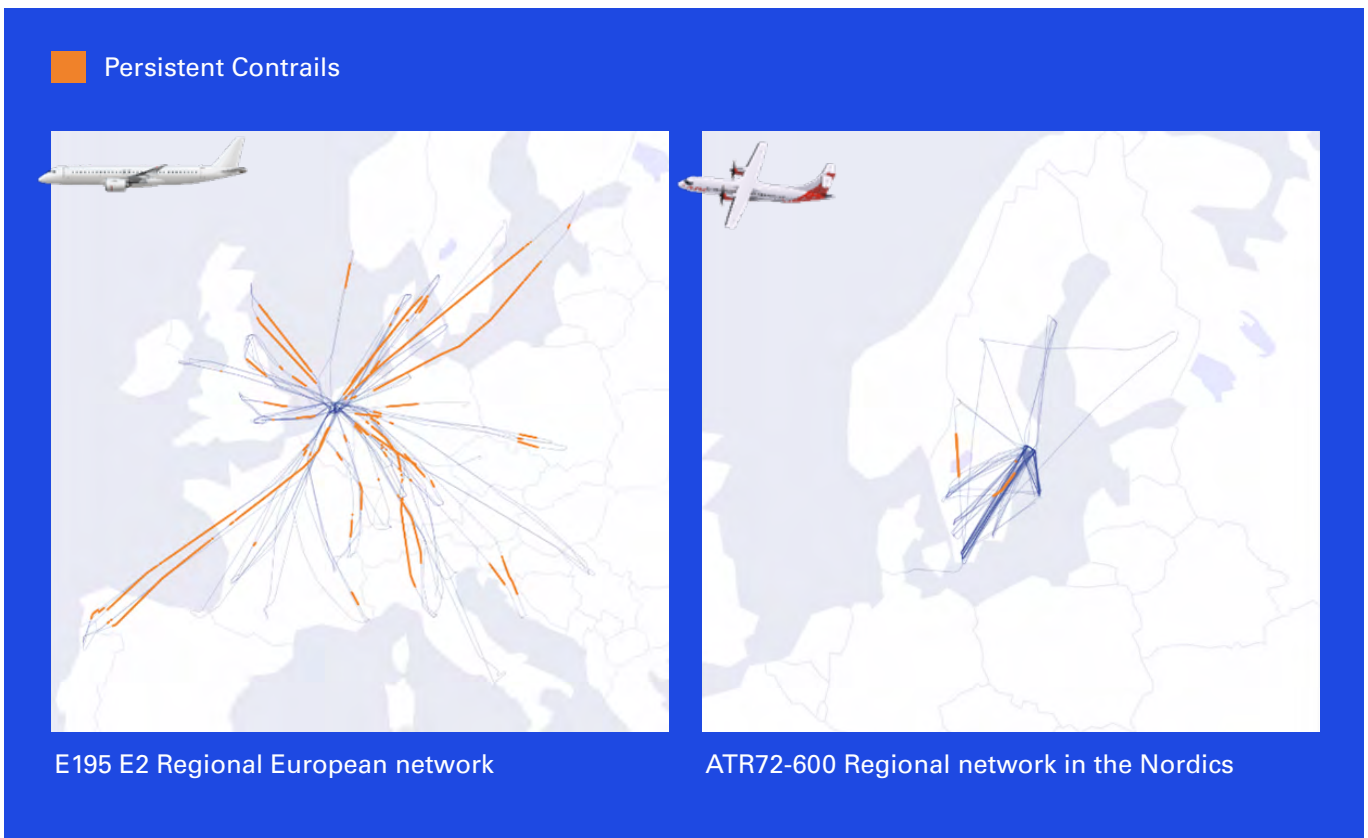 Persistent Contrails
E195 E2 Regional European network
ATR72-600 Regional network in the Nordics